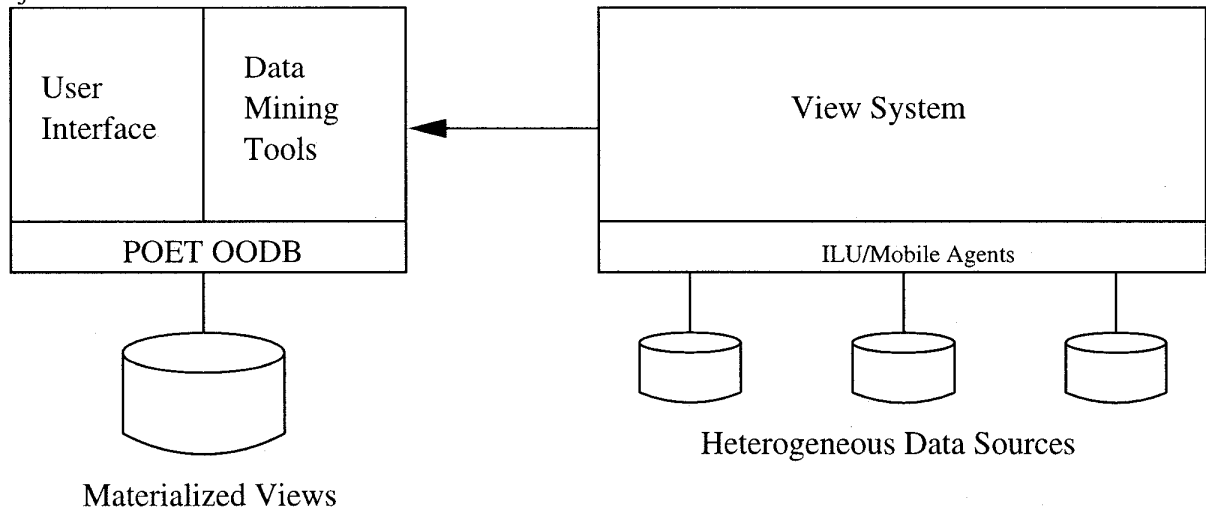 User
Interface
Data
Mining
Tools
View System
POET OODB
ILU/Mobile Agents
Heterogeneous Data Sources
Materialized Views